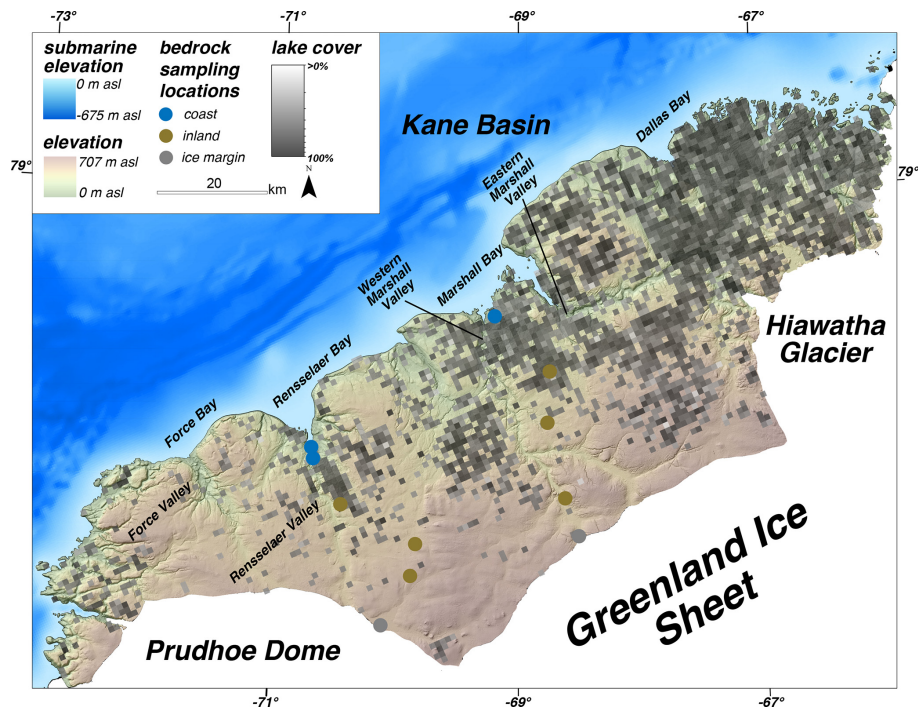 -73°
-71°
-69°
-67°
submarine
elevation
0 m asl
-675 m asl
elevation
707 m asl
0 m asl
bedrock
sampling
locations
coast
inland
ice margin
20
km
lake cover
>0%
100%
N
79°
79°
Kane Basin
Dallas Bay
Eastern
Marshall
Valley
Marshall Bay
Western
Marshall
Valley
Rensselaer Bay
Force Bay
Force Valley
Rensselaer Valley
Hiawatha
Glacier
Greenland Ice
Sheet
Prudhoe Dome
-71°
-69°
-67°